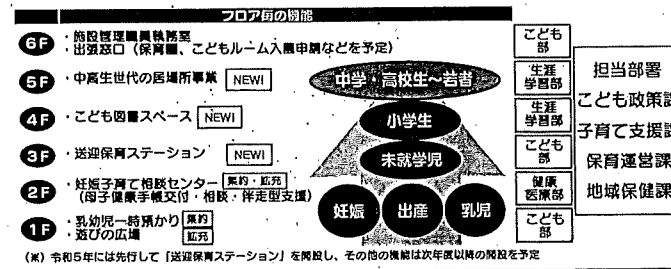 フロア毎の機能
6F
・施設管理職員執務室
・出張窓口（保育園、こどもルーム入園申請などを予定）
こども部
5F
・中高生世代の居場所事業 NEW!
中学・高校生～若者
生涯学習部
4F
・こども図書スペース NEW!
小学生
生涯学習部
3F
・送迎保育ステーション NEW!
未就学児
こども部
2F
・妊娠子育て相談センター 集約・拡充
（母子健康手帳交付・相談・伴走型支援）
妊娠
出産
乳児
健康医療部
1F
・乳幼児一時預かり 集約
・遊びの広場 拡充
こども部
担当部署
こども政策課
子育て支援課
保育運営課
地域保健課
（※）令和5年には先行して「送迎保育ステーション」を開設し、その他の機能は次年度以降の開設を予定